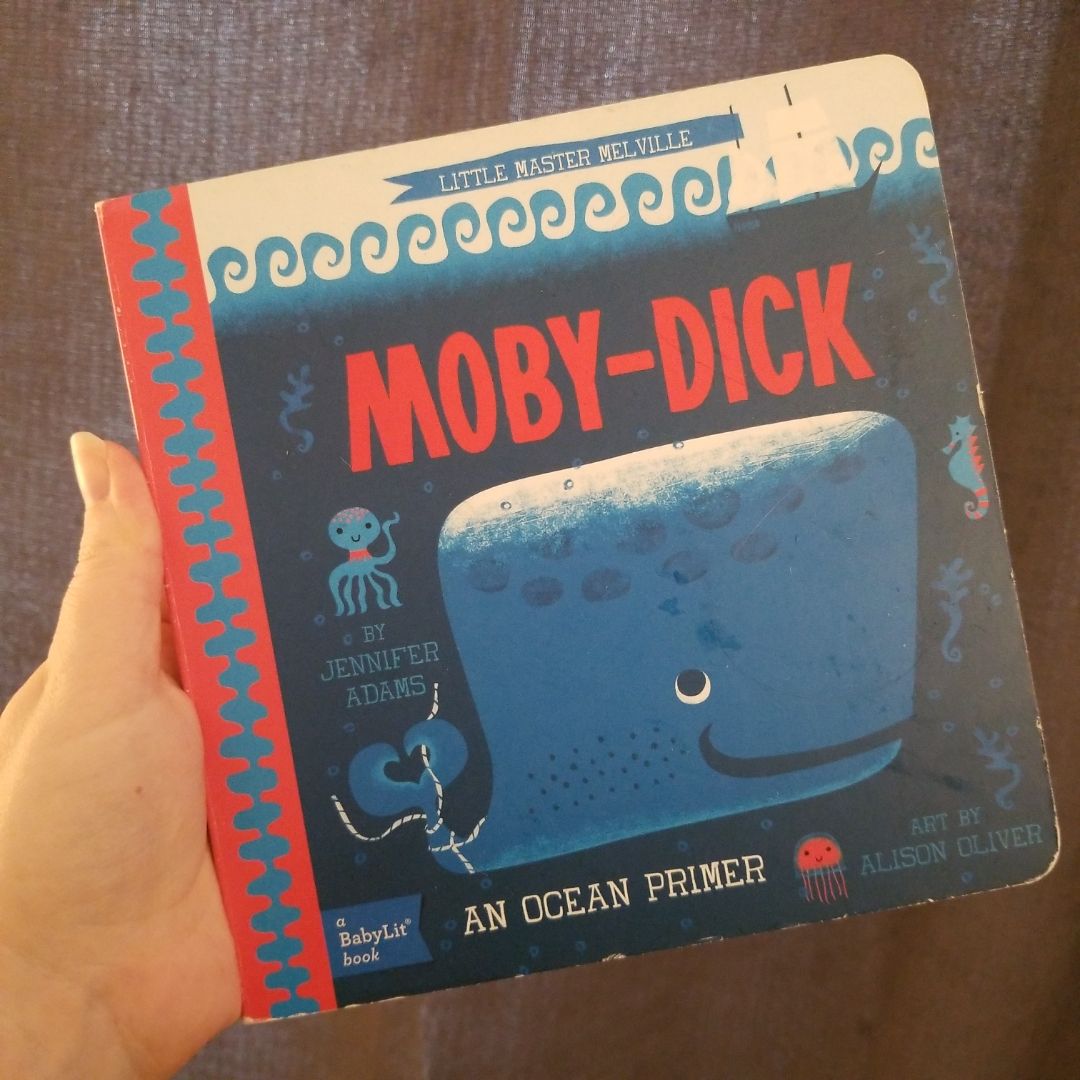 LITTLE MASTER MELVILLE
MOBY-DICK
BY
JENNIFER
ADAMS
AN OCEAN PRIMER
ART BY
ALISON OLIVER
a
BabyLit®
book